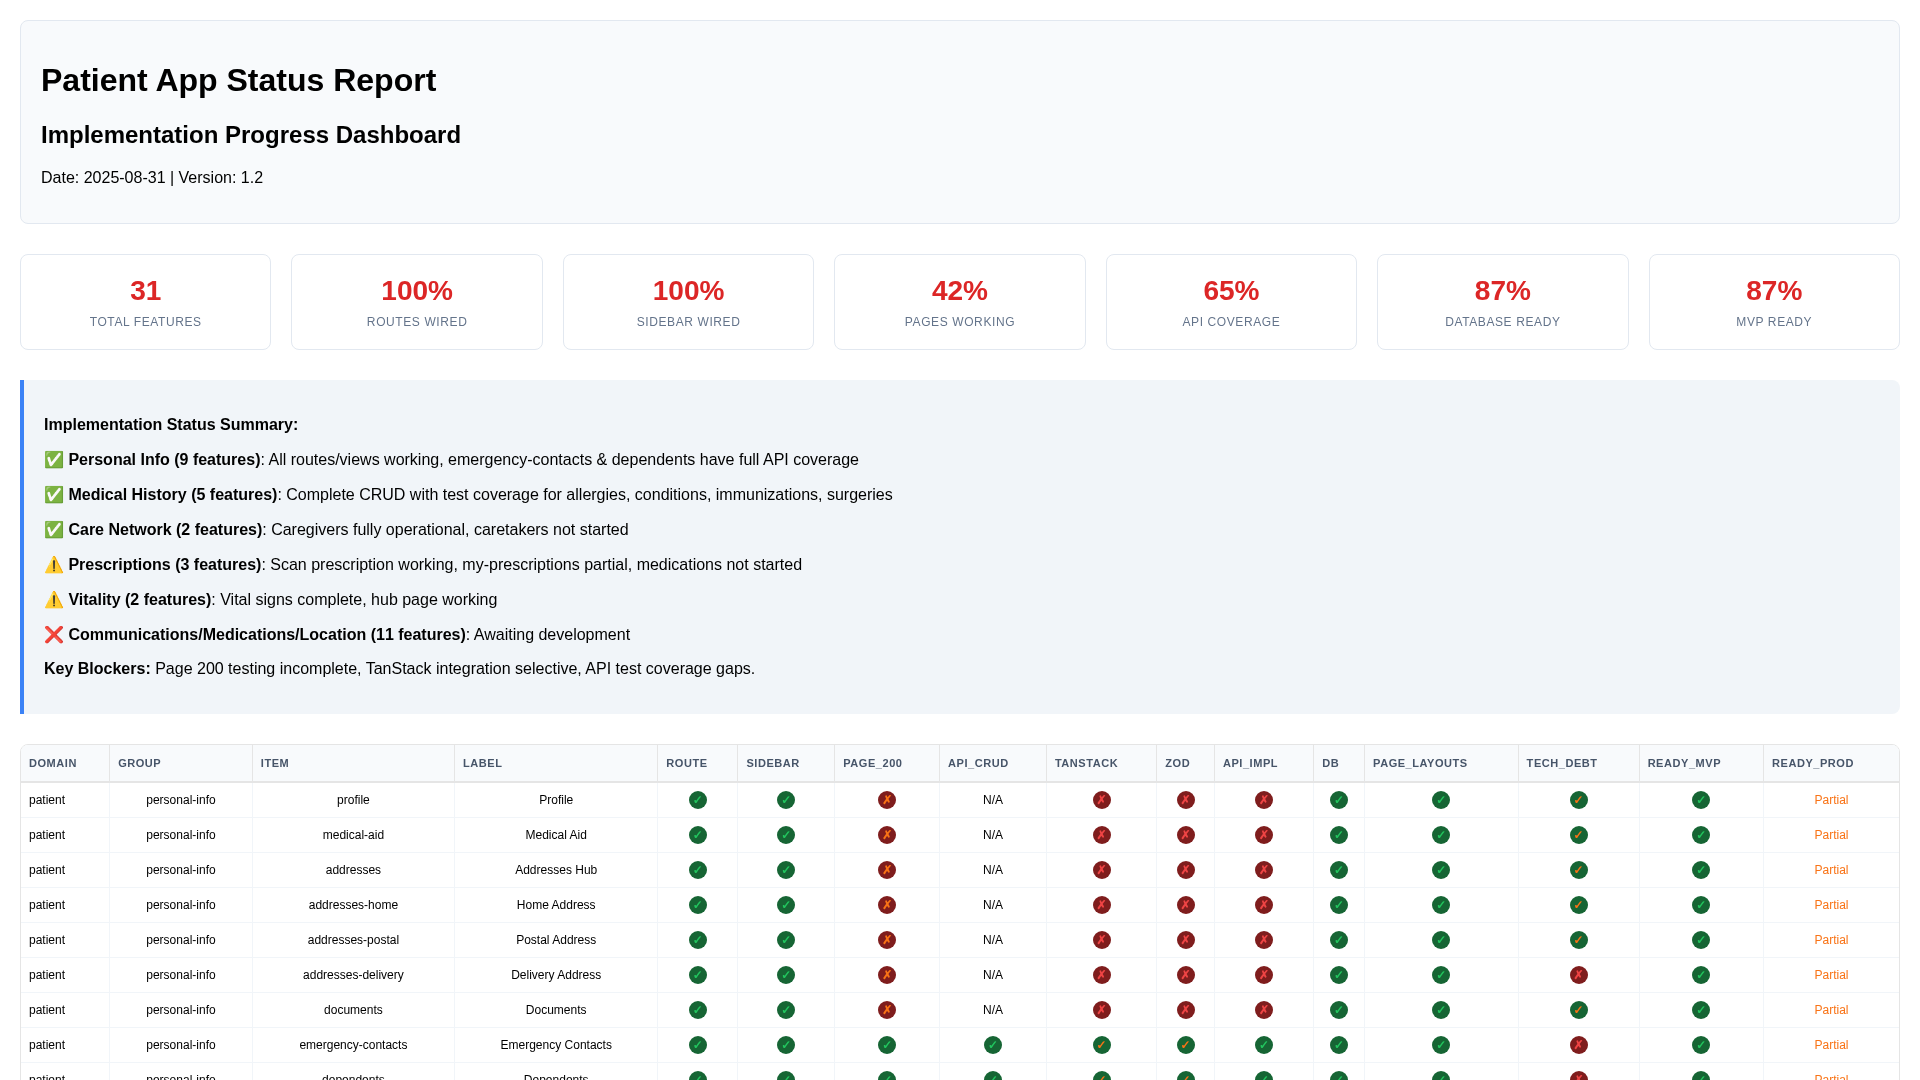 Patient App Status Report
Implementation Progress Dashboard
Date: 2025-08-31 | Version: 1.2
31 100% 100% 42% 65% 87% 87%
TOTAL FEATURES ROUTES WIRED SIDEBAR WIRED PAGES WORKING API COVERAGE DATABASE READY MVP READY
Implementation Status Summary:
✅ Personal Info (9 features): All routes/views working, emergency-contacts & dependents have full API coverage
✅ Medical History (5 features): Complete CRUD with test coverage for allergies, conditions, immunizations, surgeries
✅ Care Network (2 features): Caregivers fully operational, caretakers not started
⚠️ Prescriptions (3 features): Scan prescription working, my-prescriptions partial, medications not started
⚠️ Vitality (2 features): Vital signs complete, hub page working
❌ Communications/Medications/Location (11 features): Awaiting development
Key Blockers: Page 200 testing incomplete, TanStack integration selective, API test coverage gaps.
DOMAIN GROUP ITEM LABEL ROUTE SIDEBAR PAGE_200 API_CRUD TANSTACK ZOD API_IMPL DB PAGE_LAYOUTS TECH_DEBT READY_MVP READY_PROD
patient personal-info profile Profile ✓ ✓ ✗ N/A ✗ ✗ ✗ ✓ ✓ ✓ ✓ Partial
patient personal-info medical-aid Medical Aid ✓ ✓ ✗ N/A ✗ ✗ ✗ ✓ ✓ ✓ ✓ Partial
patient personal-info addresses Addresses Hub ✓ ✓ ✗ N/A ✗ ✗ ✗ ✓ ✓ ✓ ✓ Partial
patient personal-info addresses-home Home Address ✓ ✓ ✗ N/A ✗ ✗ ✗ ✓ ✓ ✓ ✓ Partial
patient personal-info addresses-postal Postal Address ✓ ✓ ✗ N/A ✗ ✗ ✗ ✓ ✓ ✓ ✓ Partial
patient personal-info addresses-delivery Delivery Address ✓ ✓ ✗ N/A ✗ ✗ ✗ ✓ ✓ ✗ ✓ Partial
patient personal-info documents Documents ✓ ✓ ✗ N/A ✗ ✗ ✗ ✓ ✓ ✓ ✓ Partial
patient personal-info emergency-contacts Emergency Contacts ✓ ✓ ✓ ✓ ✓ ✓ ✓ ✓ ✓ ✗ ✓ Partial
patient personal-info dependents Dependents ✓ ✓ ✓ ✓ ✓ ✓ ✓ ✓ ✓ ✗ ✓ Partial